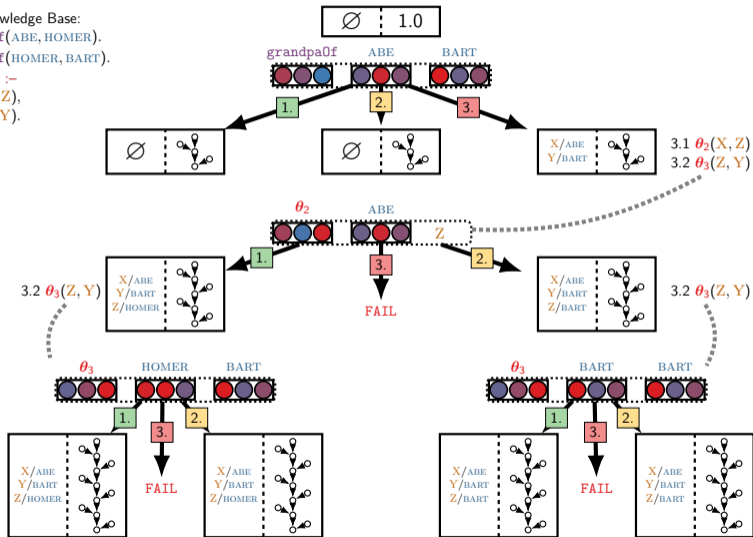 wledge Base:
f(ABE, HOMER).
f(HOMER, BART).
:–
Z),
Y).
∅ 1.0
grandpaOf ABE BART
1. 2. 3.
∅
∅
X/ABE
Y/BART
3.1 θ2(X, Z)
3.2 θ3(Z, Y)
θ2 ABE Z
1. 3. 2.
FAIL
3.2 θ3(Z, Y)
X/ABE
Y/BART
Z/HOMER
X/ABE
Y/BART
Z/BART
3.2 θ3(Z, Y)
θ3 HOMER BART
1. 3. 2.
FAIL
X/ABE
Y/BART
Z/HOMER
X/ABE
Y/BART
Z/HOMER
θ3 BART BART
1. 3. 2.
FAIL
X/ABE
Y/BART
Z/BART
X/ABE
Y/BART
Z/BART